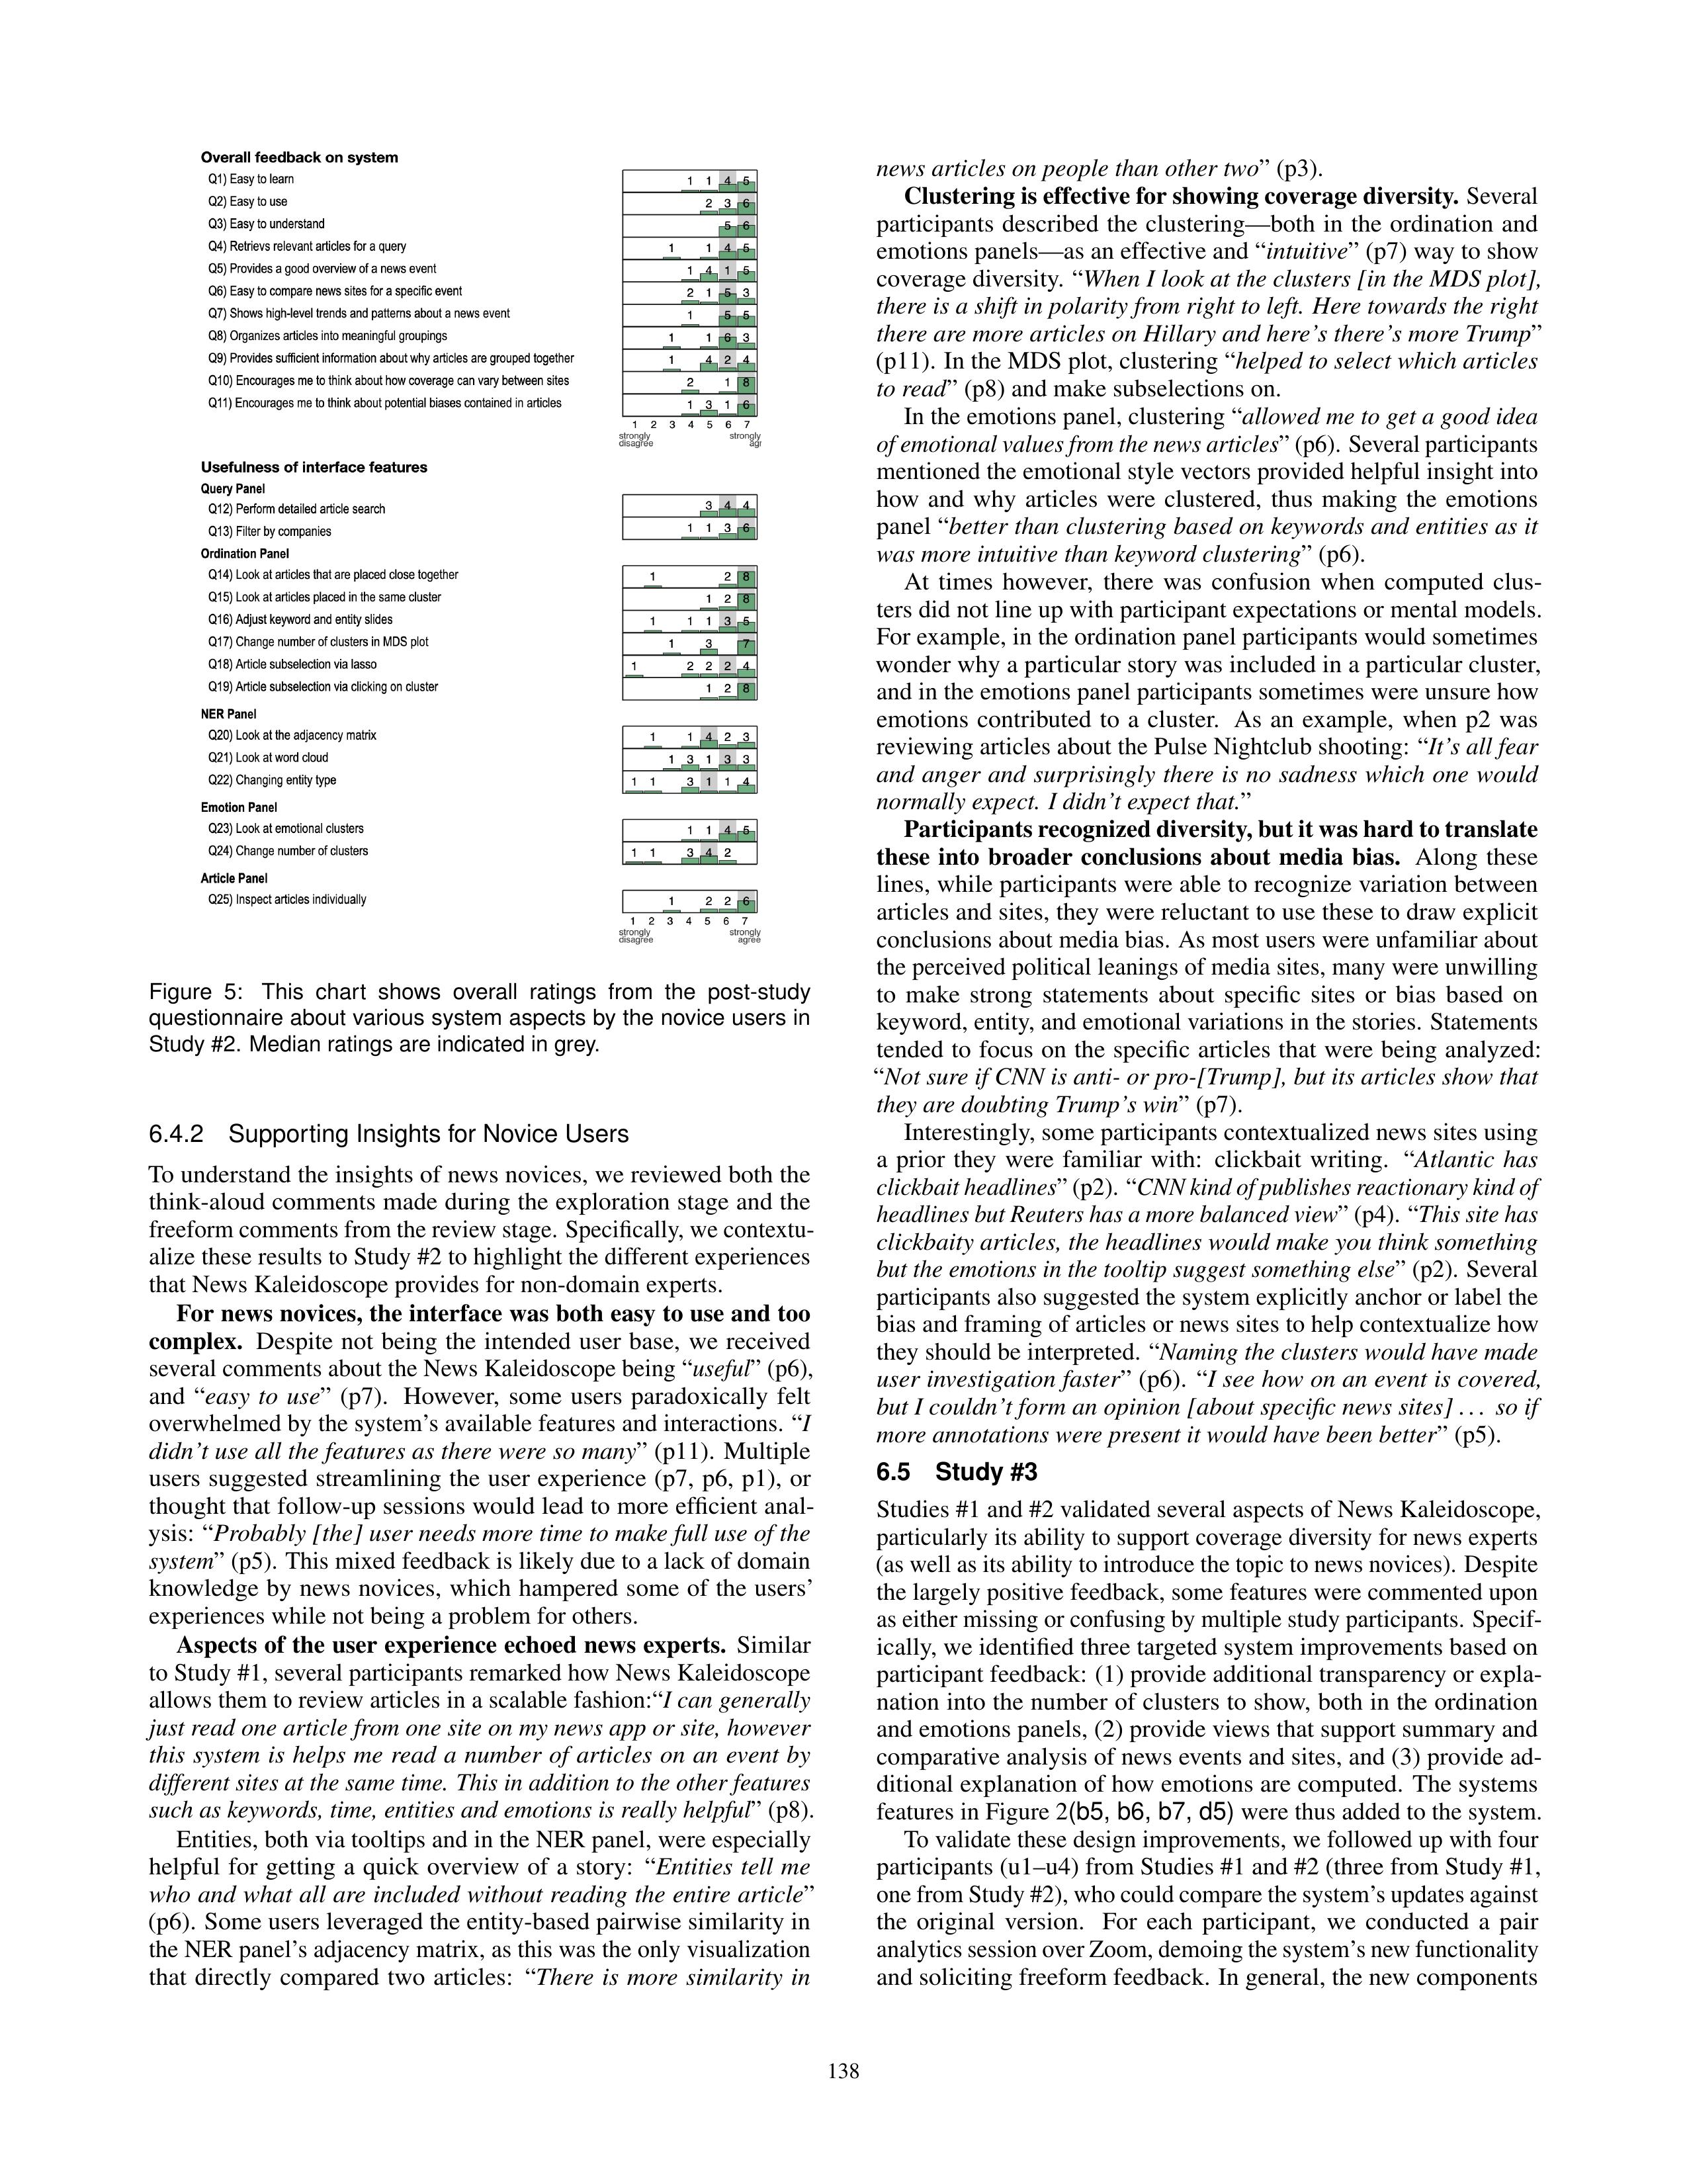 Overall feedback on system
Q1) Easy to learn 1 1 4 5
Q2) Easy to use 2 3 6
Q3) Easy to understand 5 6
Q4) Retrievs relevant articles for a query 1 1 4 5
Q5) Provides a good overview of a news event 1 4 1 5
Q6) Easy to compare news sites for a specific event 2 1 5 3
Q7) Shows high-level trends and patterns about a news event 1 5 5
Q8) Organizes articles into meaningful groupings 1 1 6 3
Q9) Provides sufficient information about why articles are grouped together 1 4 2 4
Q10) Encourages me to think about how coverage can vary between sites 2 1 8
Q11) Encourages me to think about potential biases contained in articles 1 3 1 6
1 2 3 4 5 6 7
strongly disagree strongly agr
Usefulness of interface features
Query Panel
Q12) Perform detailed article search 3 4 4
Q13) Filter by companies 1 1 3 6
Ordination Panel
Q14) Look at articles that are placed close together 1 2 8
Q15) Look at articles placed in the same cluster 1 2 8
Q16) Adjust keyword and entity slides 1 1 1 3 5
Q17) Change number of clusters in MDS plot 1 3 7
Q18) Article subselection via lasso 1 2 2 2 4
Q19) Article subselection via clicking on cluster 1 2 8
NER Panel
Q20) Look at the adjacency matrix 1 1 4 2 3
Q21) Look at word cloud 1 3 1 3 3
Q22) Changing entity type 1 1 3 1 1 4
Emotion Panel
Q23) Look at emotional clusters 1 1 4 5
Q24) Change number of clusters 1 1 3 4 2
Article Panel
Q25) Inspect articles individually 1 2 2 6
1 2 3 4 5 6 7
strongly disagree strongly agree
Figure 5: This chart shows overall ratings from the post-study
questionnaire about various system aspects by the novice users in
Study #2. Median ratings are indicated in grey.
6.4.2 Supporting Insights for Novice Users
To understand the insights of news novices, we reviewed both the
think-aloud comments made during the exploration stage and the
freeform comments from the review stage. Specifically, we contextu-
alize these results to Study #2 to highlight the different experiences
that News Kaleidoscope provides for non-domain experts.
For news novices, the interface was both easy to use and too
complex. Despite not being the intended user base, we received
several comments about the News Kaleidoscope being “useful” (p6),
and “easy to use” (p7). However, some users paradoxically felt
overwhelmed by the system’s available features and interactions. “I
didn’t use all the features as there were so many” (p11). Multiple
users suggested streamlining the user experience (p7, p6, p1), or
thought that follow-up sessions would lead to more efficient anal-
ysis: “Probably [the] user needs more time to make full use of the
system” (p5). This mixed feedback is likely due to a lack of domain
knowledge by news novices, which hampered some of the users’
experiences while not being a problem for others.
Aspects of the user experience echoed news experts. Similar
to Study #1, several participants remarked how News Kaleidoscope
allows them to review articles in a scalable fashion:“I can generally
just read one article from one site on my news app or site, however
this system is helps me read a number of articles on an event by
different sites at the same time. This in addition to the other features
such as keywords, time, entities and emotions is really helpful” (p8).
Entities, both via tooltips and in the NER panel, were especially
helpful for getting a quick overview of a story: “Entities tell me
who and what all are included without reading the entire article”
(p6). Some users leveraged the entity-based pairwise similarity in
the NER panel’s adjacency matrix, as this was the only visualization
that directly compared two articles: “There is more similarity in
news articles on people than other two” (p3).
Clustering is effective for showing coverage diversity. Several
participants described the clustering—both in the ordination and
emotions panels—as an effective and “intuitive” (p7) way to show
coverage diversity. “When I look at the clusters [in the MDS plot],
there is a shift in polarity from right to left. Here towards the right
there are more articles on Hillary and here’s there’s more Trump”
(p11). In the MDS plot, clustering “helped to select which articles
to read” (p8) and make subselections on.
In the emotions panel, clustering “allowed me to get a good idea
of emotional values from the news articles” (p6). Several participants
mentioned the emotional style vectors provided helpful insight into
how and why articles were clustered, thus making the emotions
panel “better than clustering based on keywords and entities as it
was more intuitive than keyword clustering” (p6).
At times however, there was confusion when computed clus-
ters did not line up with participant expectations or mental models.
For example, in the ordination panel participants would sometimes
wonder why a particular story was included in a particular cluster,
and in the emotions panel participants sometimes were unsure how
emotions contributed to a cluster. As an example, when p2 was
reviewing articles about the Pulse Nightclub shooting: “It’s all fear
and anger and surprisingly there is no sadness which one would
normally expect. I didn’t expect that.”
Participants recognized diversity, but it was hard to translate
these into broader conclusions about media bias. Along these
lines, while participants were able to recognize variation between
articles and sites, they were reluctant to use these to draw explicit
conclusions about media bias. As most users were unfamiliar about
the perceived political leanings of media sites, many were unwilling
to make strong statements about specific sites or bias based on
keyword, entity, and emotional variations in the stories. Statements
tended to focus on the specific articles that were being analyzed:
“Not sure if CNN is anti- or pro-[Trump], but its articles show that
they are doubting Trump’s win” (p7).
Interestingly, some participants contextualized news sites using
a prior they were familiar with: clickbait writing. “Atlantic has
clickbait headlines” (p2). “CNN kind of publishes reactionary kind of
headlines but Reuters has a more balanced view” (p4). “This site has
clickbaity articles, the headlines would make you think something
but the emotions in the tooltip suggest something else” (p2). Several
participants also suggested the system explicitly anchor or label the
bias and framing of articles or news sites to help contextualize how
they should be interpreted. “Naming the clusters would have made
user investigation faster” (p6). “I see how on an event is covered,
but I couldn’t form an opinion [about specific news sites] . . . so if
more annotations were present it would have been better” (p5).
6.5 Study #3
Studies #1 and #2 validated several aspects of News Kaleidoscope,
particularly its ability to support coverage diversity for news experts
(as well as its ability to introduce the topic to news novices). Despite
the largely positive feedback, some features were commented upon
as either missing or confusing by multiple study participants. Specif-
ically, we identified three targeted system improvements based on
participant feedback: (1) provide additional transparency or expla-
nation into the number of clusters to show, both in the ordination
and emotions panels, (2) provide views that support summary and
comparative analysis of news events and sites, and (3) provide ad-
ditional explanation of how emotions are computed. The systems
features in Figure 2(b5, b6, b7, d5) were thus added to the system.
To validate these design improvements, we followed up with four
participants (u1–u4) from Studies #1 and #2 (three from Study #1,
one from Study #2), who could compare the system’s updates against
the original version. For each participant, we conducted a pair
analytics session over Zoom, demoing the system’s new functionality
and soliciting freeform feedback. In general, the new components
138